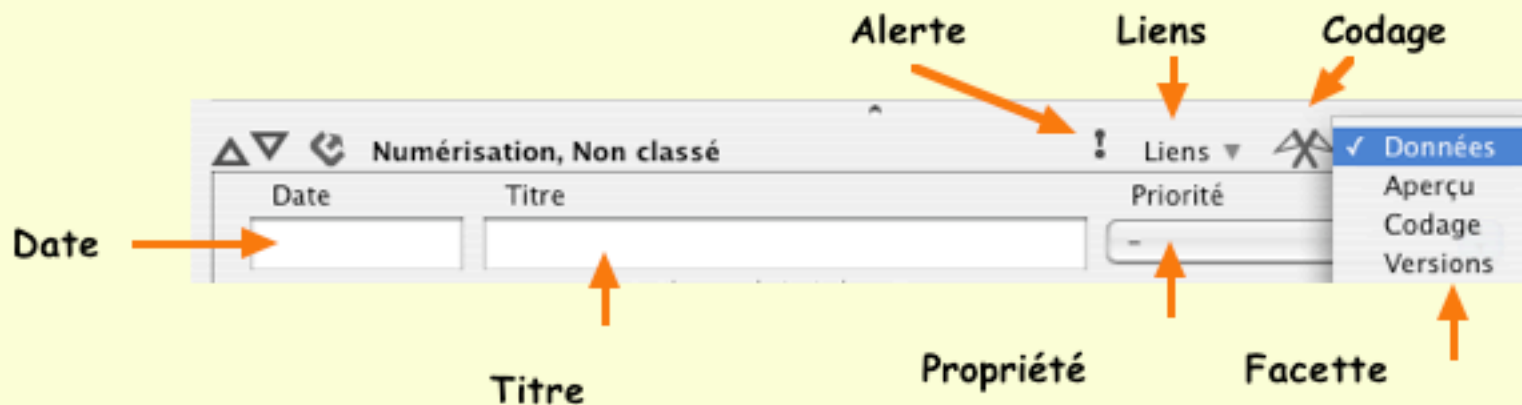 Alerte Liens Codage
Numérisation, Non classé ! Liens ✓ Données
Date Titre Priorité Aperçu
Date - Codage
Versions
Titre Propriété Facette